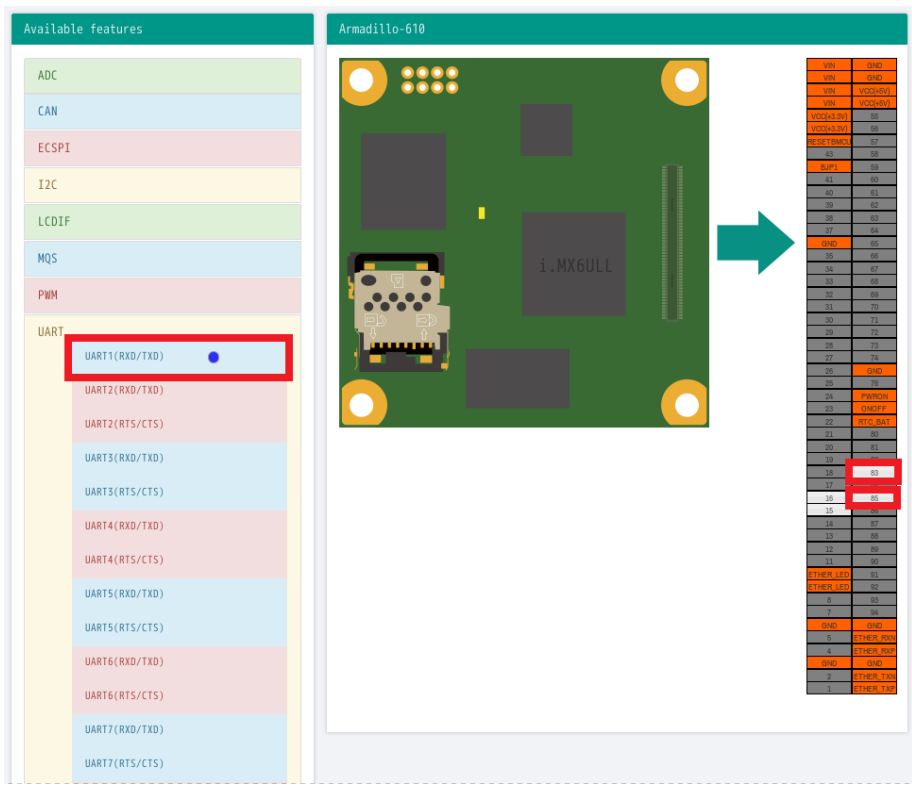 Available features
ADC
CAN
ECSPI
I2C
LCDIF
MQS
PWM
UART
UART1(RXD/TXD)
UART2(RXD/TXD)
UART2(RTS/CTS)
UART3(RXD/TXD)
UART3(RTS/CTS)
UART4(RXD/TXD)
UART4(RTS/CTS)
UART5(RXD/TXD)
UART5(RTS/CTS)
UART6(RXD/TXD)
UART6(RTS/CTS)
UART7(RXD/TXD)
UART7(RTS/CTS)
Armadillo-610
i.MX6ULL
VIN GND
VIN GND
VIN VCC(+5V)
VIN VCC(+5V)
VCC(+3.3V) 55
VCC(+3.3V) 56
RESETBMCU 57
43 58
BJP1 59
41 60
40 61
39 62
38 63
37 64
GND 65
35 66
34 67
33 68
32 69
31 70
30 71
29 72
28 73
27 74
26 GND
25 76
24 PWRON
23 ONOFF
22 RTC_BAT
21 80
20 81
19
18 83
17
16 85
15 86
14 87
13 88
12 89
11 90
ETHER_LED 91
ETHER_LED 92
8 93
7 94
GND GND
5 ETHER_RXN
4 ETHER_RXP
GND GND
2 ETHER_TXN
1 ETHER_TXP